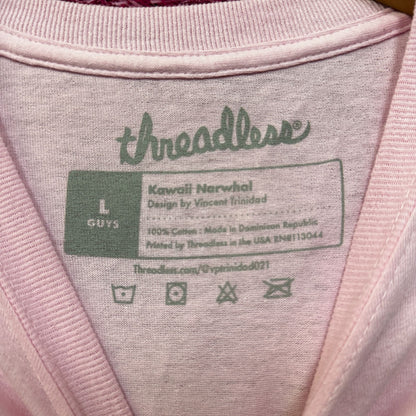 threadless®
L
GUYS
Kawaii Narwhal
Design by Vincent Trinidad
100% Cotton · Made in Dominican Republic
Printed by Threadless in the USA RN#113044
Threadless.com/@vptrinidad021